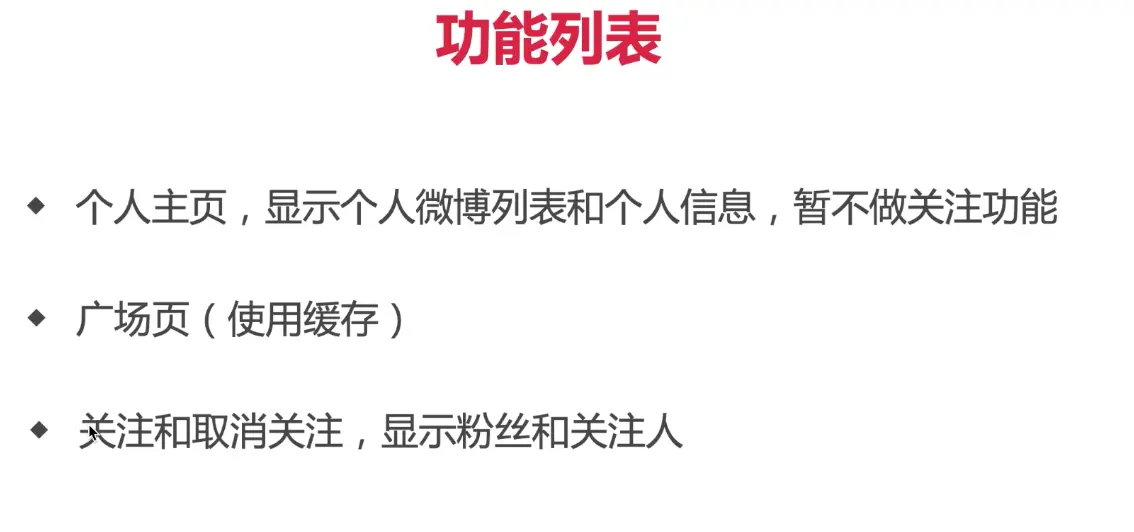 功能列表
◆ 个人主页，显示个人微博列表和个人信息，暂不做关注功能
◆ 广场页（使用缓存）
◆ 关注和取消关注，显示粉丝和关注人